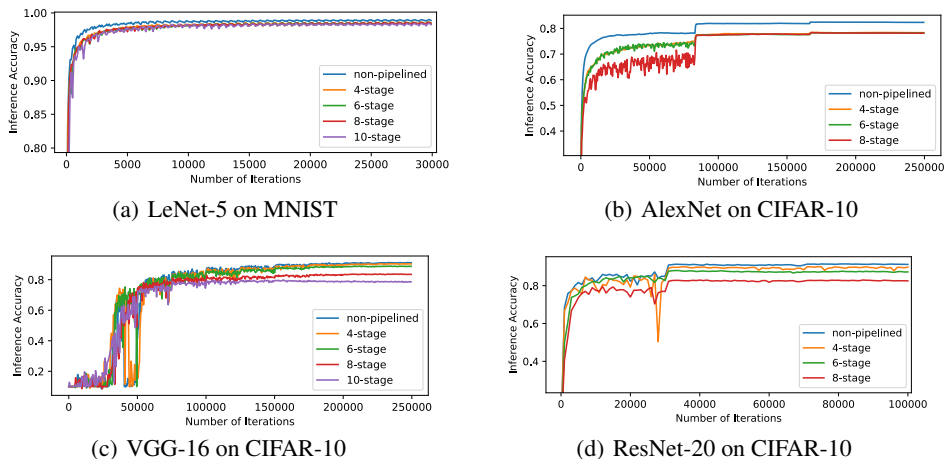 1.00
0.95
0.90
0.85
0.80
Inference Accuracy
non-pipelined
4-stage
6-stage
8-stage
10-stage
0 5000 10000 15000 20000 25000 30000
Number of Iterations
(a) LeNet-5 on MNIST
0.8
0.7
0.6
0.5
0.4
Inference Accuracy
non-pipelined
4-stage
6-stage
8-stage
0 50000 100000 150000 200000 250000
Number of Iterations
(b) AlexNet on CIFAR-10
0.8
0.6
0.4
0.2
Inference Accuracy
non-pipelined
4-stage
6-stage
8-stage
10-stage
0 50000 100000 150000 200000 250000
Number of Iterations
(c) VGG-16 on CIFAR-10
0.8
0.6
0.4
Inference Accuracy
non-pipelined
4-stage
6-stage
8-stage
0 20000 40000 60000 80000 100000
Number of Iterations
(d) ResNet-20 on CIFAR-10